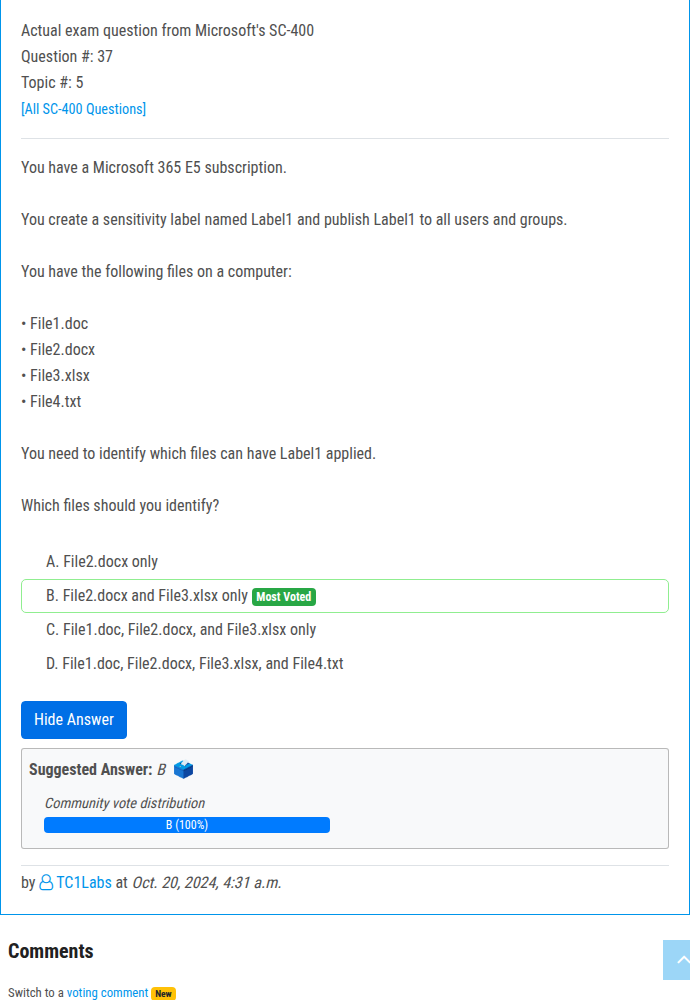 Actual exam question from Microsoft's SC-400
Question #: 37
Topic #: 5
[All SC-400 Questions]
You have a Microsoft 365 E5 subscription.
You create a sensitivity label named Label1 and publish Label1 to all users and groups.
You have the following files on a computer:
• File1.doc
• File2.docx
• File3.xlsx
• File4.txt
You need to identify which files can have Label1 applied.
Which files should you identify?
A. File2.docx only
B. File2.docx and File3.xlsx only Most Voted
C. File1.doc, File2.docx, and File3.xlsx only
D. File1.doc, File2.docx, File3.xlsx, and File4.txt
Hide Answer
Suggested Answer: B
Community vote distribution
B (100%)
by TC1Labs at Oct. 20, 2024, 4:31 a.m.
Comments
Switch to a voting comment New